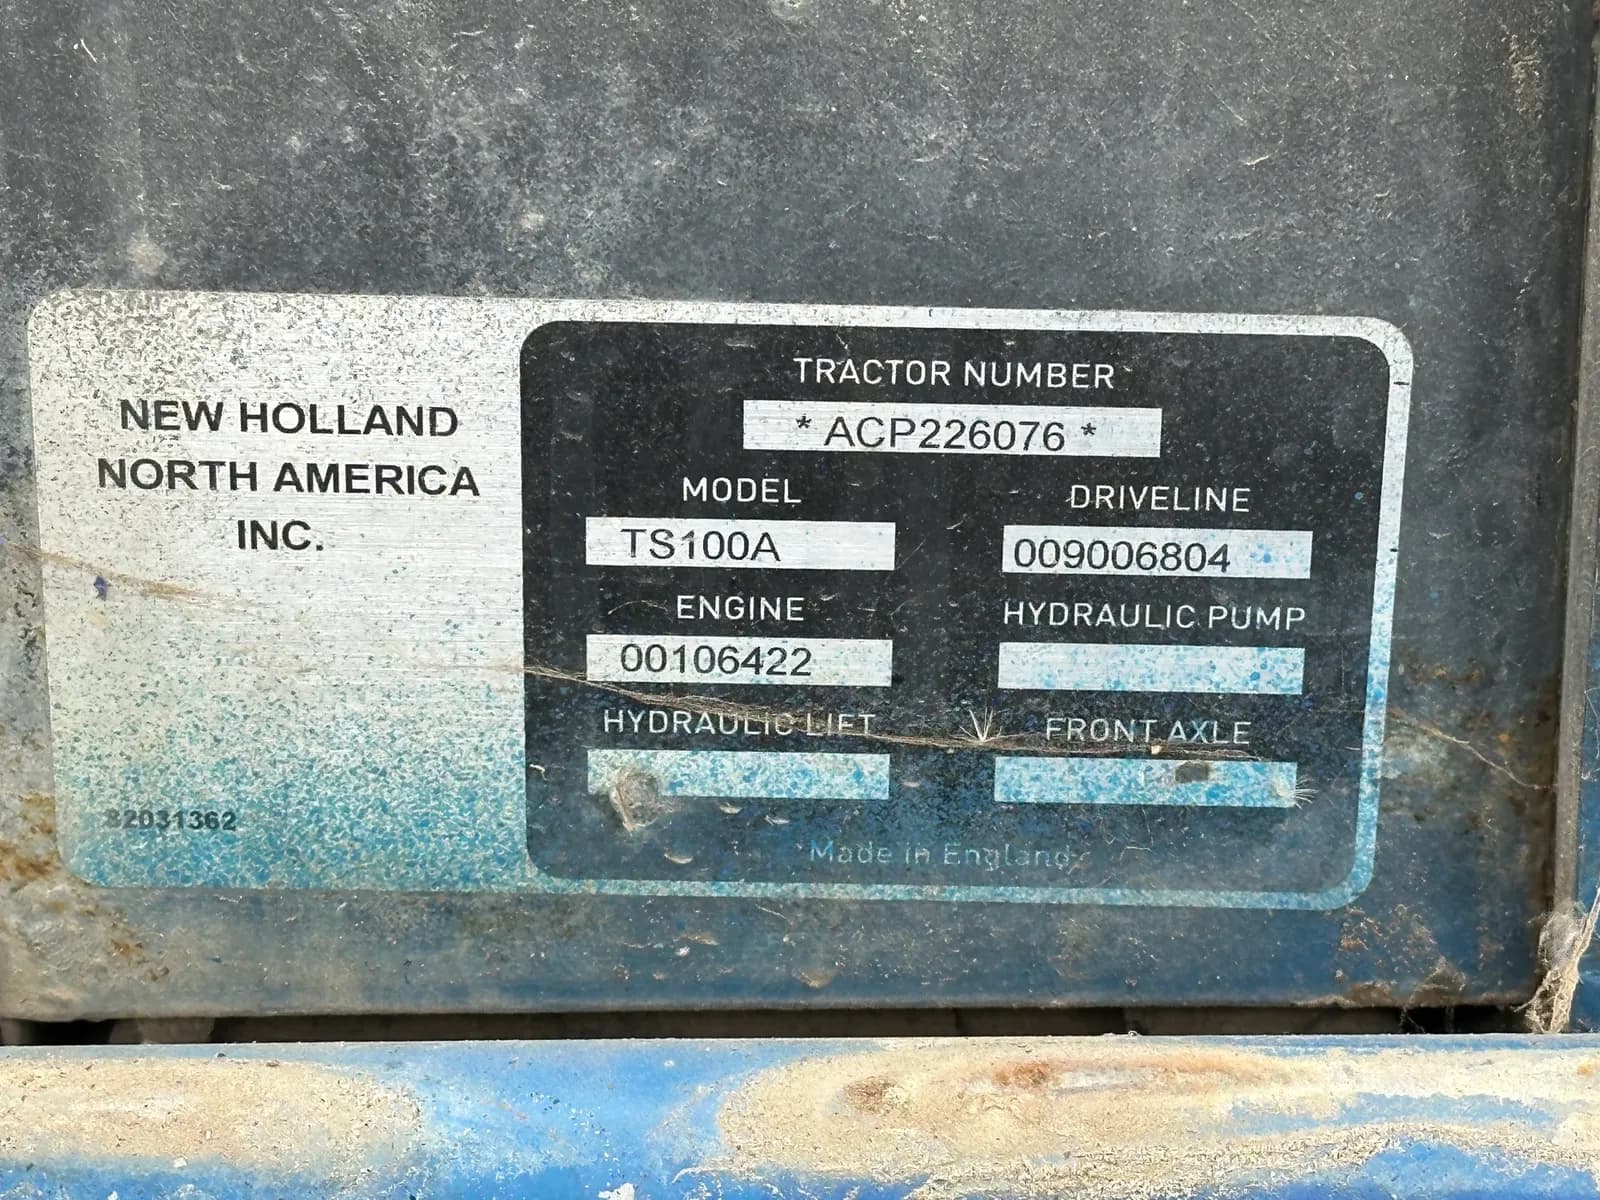 NEW HOLLAND
NORTH AMERICA
INC.
82031362
TRACTOR NUMBER
* ACP226076 *
MODEL
TS100A
DRIVELINE
009006804
ENGINE
00106422
HYDRAULIC PUMP
HYDRAULIC LIFT
FRONT AXLE
Made in England